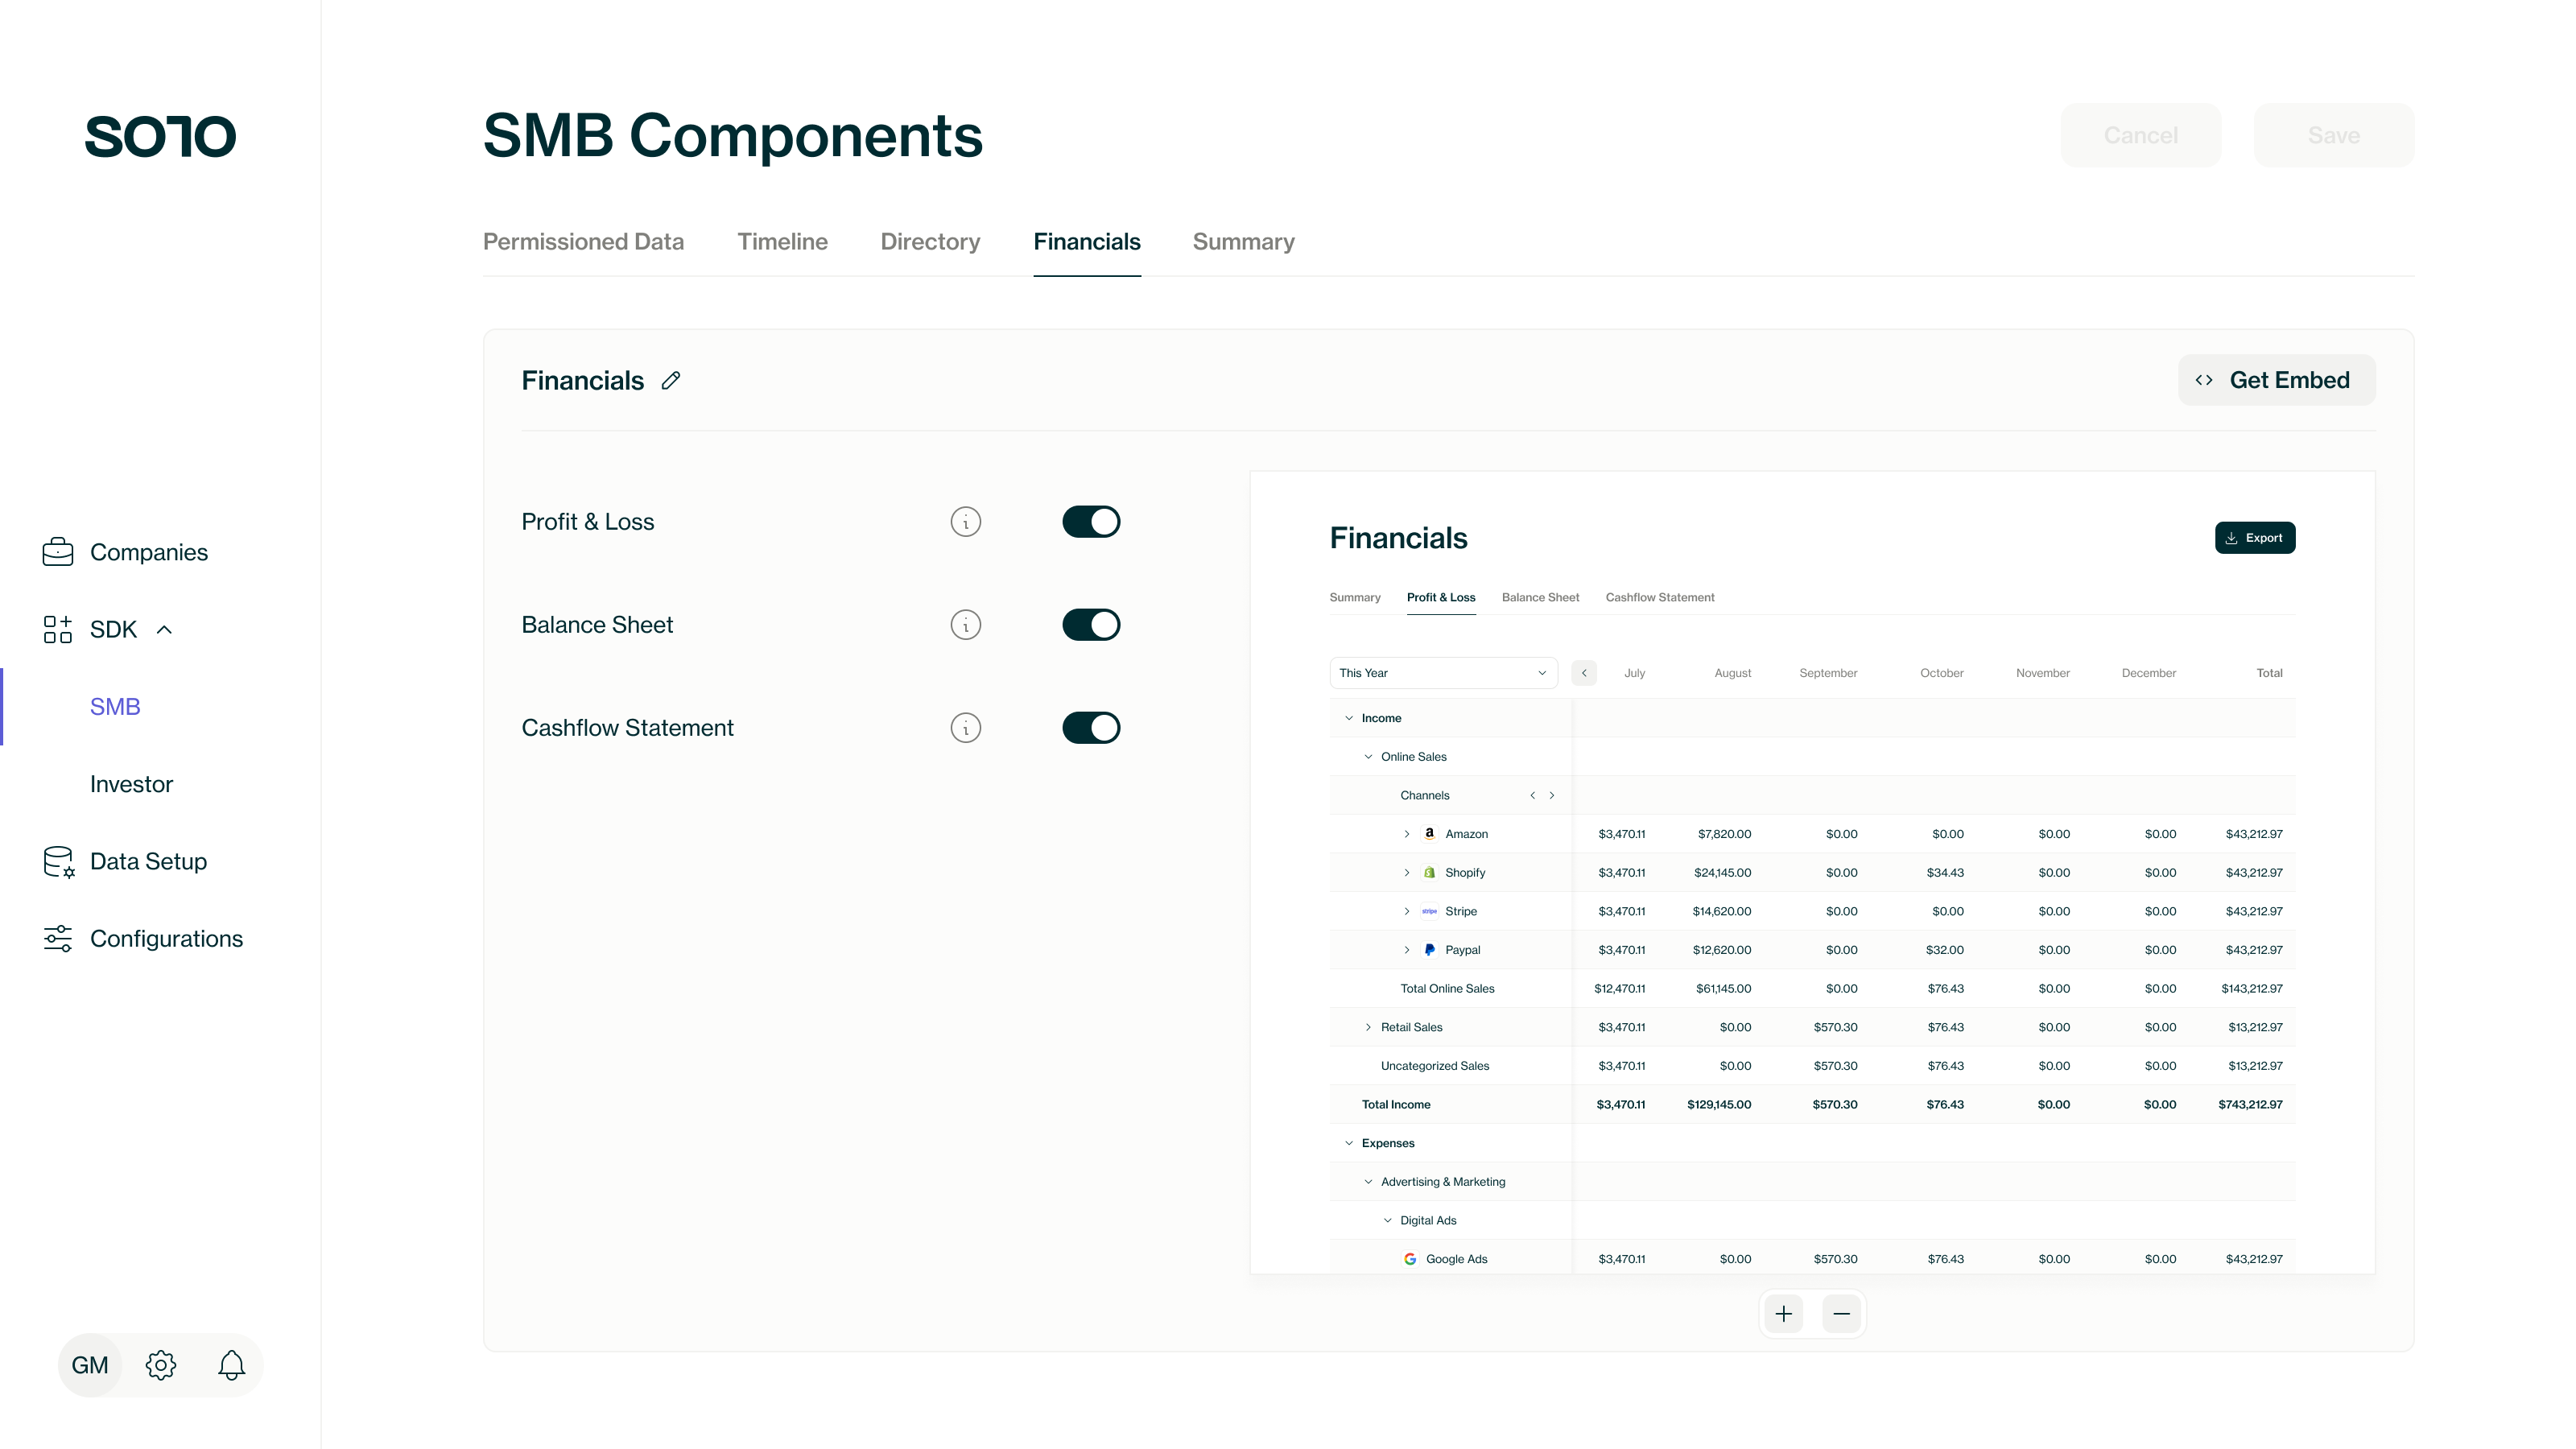 SOLO
SMB Components
Cancel
Save
Permissioned Data
Timeline
Directory
Financials
Summary
Companies
SDK
SMB
Investor
Data Setup
Configurations
GM
Financials
Get Embed
Profit & Loss
Balance Sheet
Cashflow Statement
Financials
Export
Summary
Profit & Loss
Balance Sheet
Cashflow Statement
This Year July August September October November December Total
Income
Online Sales
Channels
Amazon $3,470.11 $7,820.00 $0.00 $0.00 $0.00 $0.00 $43,212.97
Shopify $3,470.11 $24,145.00 $0.00 $34.43 $0.00 $0.00 $43,212.97
stripe Stripe $3,470.11 $14,620.00 $0.00 $0.00 $0.00 $0.00 $43,212.97
Paypal $3,470.11 $12,620.00 $0.00 $32.00 $0.00 $0.00 $43,212.97
Total Online Sales $12,470.11 $61,145.00 $0.00 $76.43 $0.00 $0.00 $143,212.97
Retail Sales $3,470.11 $0.00 $570.30 $76.43 $0.00 $0.00 $13,212.97
Uncategorized Sales $3,470.11 $0.00 $570.30 $76.43 $0.00 $0.00 $13,212.97
Total Income $3,470.11 $129,145.00 $570.30 $76.43 $0.00 $0.00 $743,212.97
Expenses
Advertising & Marketing
Digital Ads
Google Ads $3,470.11 $0.00 $570.30 $76.43 $0.00 $0.00 $43,212.97